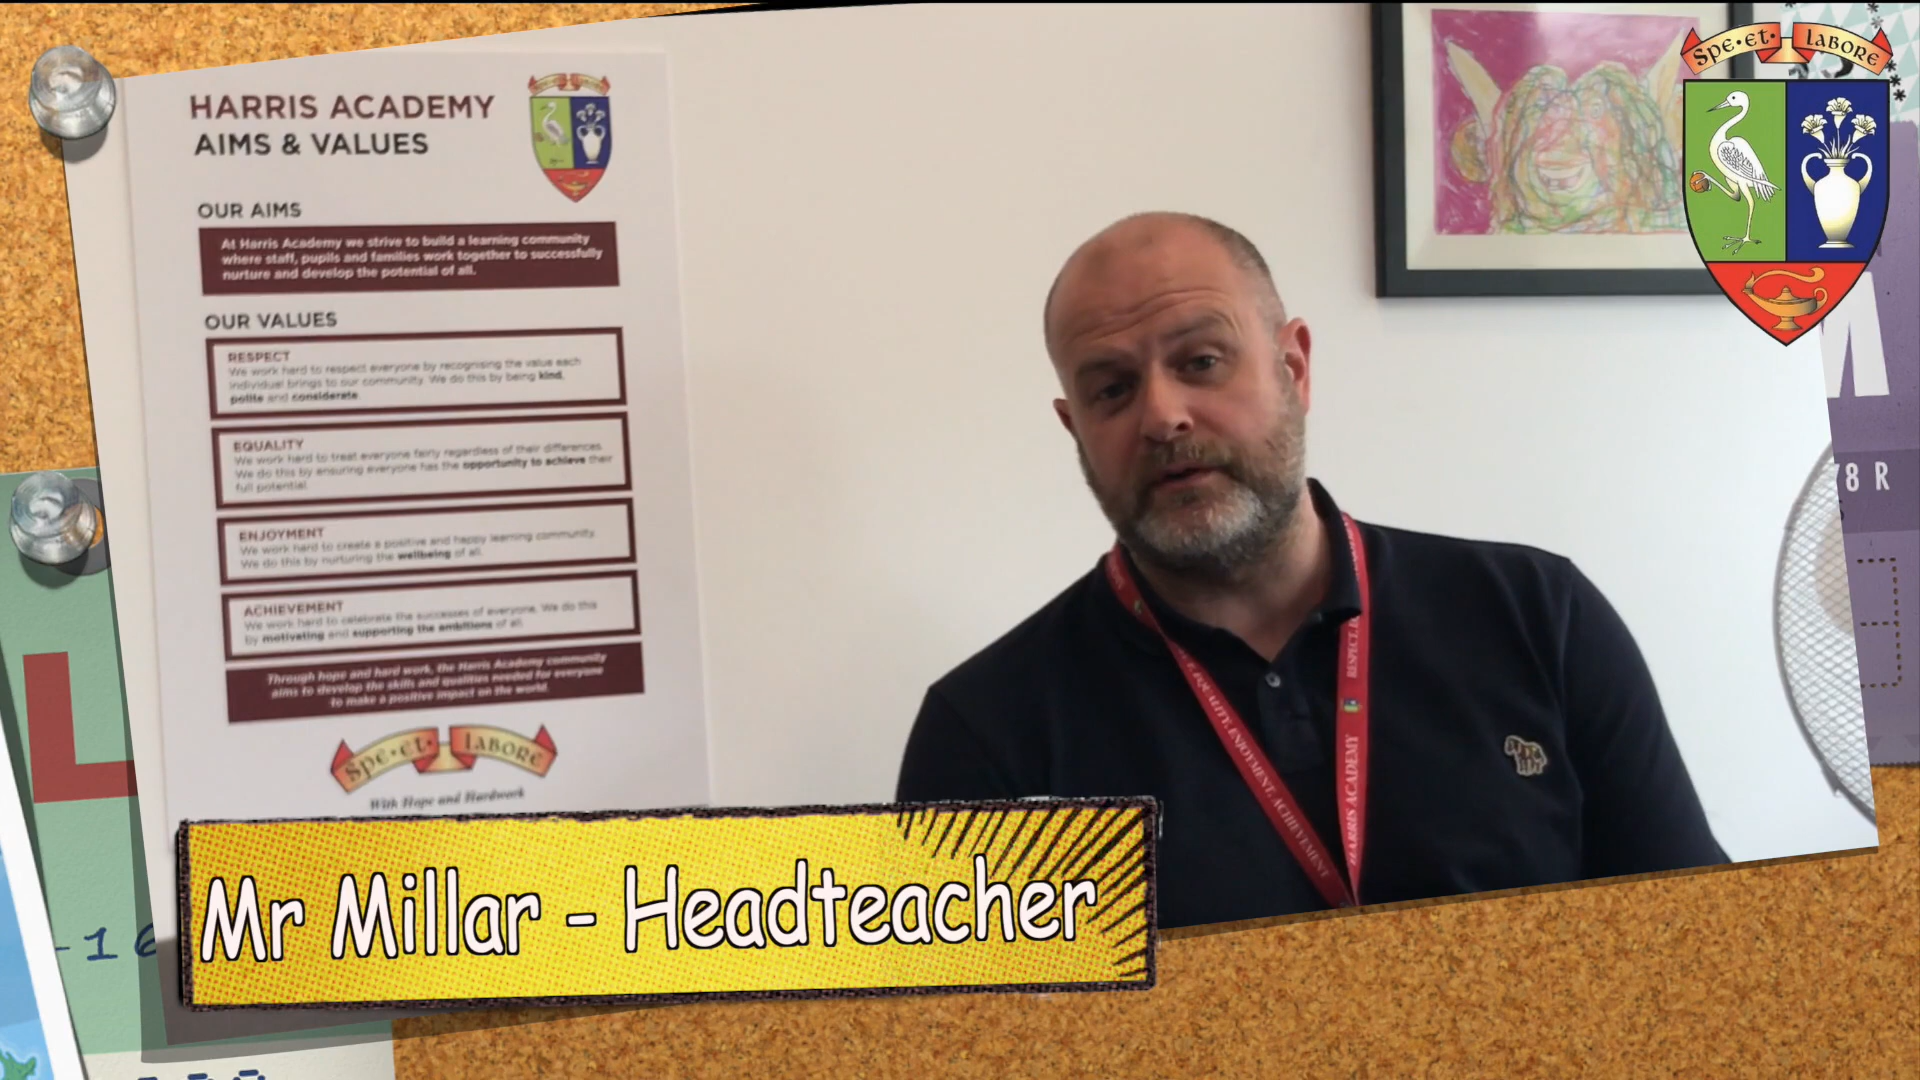 HARRIS ACADEMY
AIMS & VALUES
OUR AIMS
At Harris Academy we strive to build a learning community
where staff, pupils and families work together to successfully
nurture and develop the potential of all.
OUR VALUES
RESPECT
We work hard to respect everyone by recognising the value each
individual brings to our community. We do this by being kind,
polite and considerate.
EQUALITY
We work hard to treat everyone fairly regardless of their differences.
We do this by ensuring everyone has the opportunity to achieve their
full potential.
ENJOYMENT
We work hard to create a positive and happy learning community.
We do this by nurturing the wellbeing of all.
ACHIEVEMENT
We work hard to celebrate the successes of everyone. We do this
by motivating and supporting the ambitions of all.
Through hope and hard work, the Harris Academy community
aims to develop the skills and qualities needed for everyone
to make a positive impact on the world.
Spe·et· Labore
With Hope and Hardwork
Spe·et· Labore
EQUALITY, ENJOYMENT, ACHIEVEMENT
RESPECT,
HARRIS ACADEMY
M
78 R
L
-16
Mr Millar - Headteacher